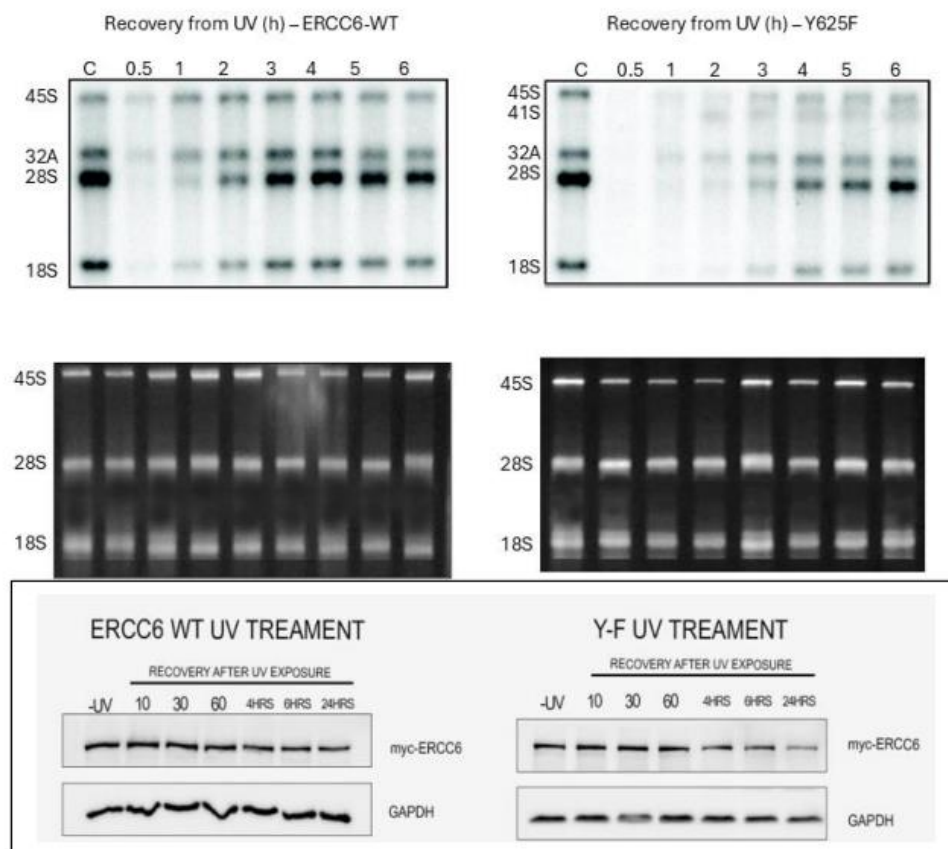 Recovery from UV (h) – ERCC6-WT
C 0.5 1 2 3 4 5 6
45S
32A
28S
18S
Recovery from UV (h) – Y625F
C 0.5 1 2 3 4 5 6
45S
41S
32A
28S
18S
45S
28S
18S
45S
28S
18S
ERCC6 WT UV TREAMENT
RECOVERY AFTER UV EXPOSURE
-UV 10 30 60 4HRS 6HRS 24HRS
myc-ERCC6
GAPDH
Y-F UV TREAMENT
RECOVERY AFTER UV EXPOSURE
-UV 10 30 60 4HRS 6HRS 24HRS
myc-ERCC6
GAPDH